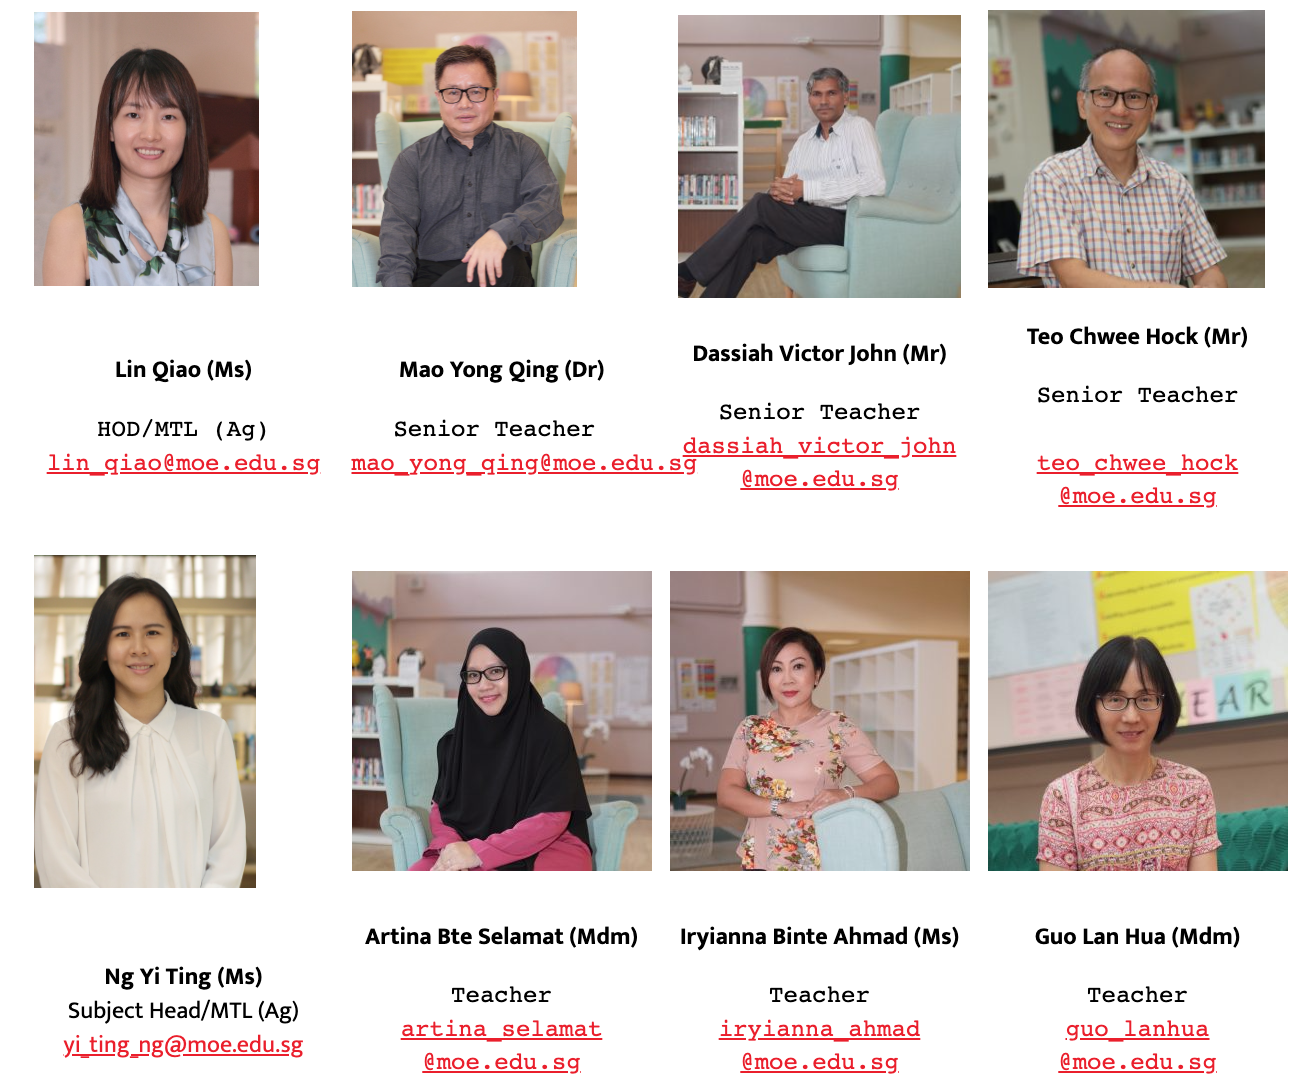 Lin Qiao (Ms)
HOD/MTL (Ag)
lin_qiao@moe.edu.sg
Mao Yong Qing (Dr)
Senior Teacher
mao_yong_qing@moe.edu.sg
Dassiah Victor John (Mr)
Senior Teacher
dassiah_victor_john
@moe.edu.sg
Teo Chwee Hock (Mr)
Senior Teacher
teo_chwee_hock
@moe.edu.sg
Ng Yi Ting (Ms)
Subject Head/MTL (Ag)
yi_ting_ng@moe.edu.sg
Artina Bte Selamat (Mdm)
Teacher
artina_selamat
@moe.edu.sg
Iryianna Binte Ahmad (Ms)
Teacher
iryianna_ahmad
@moe.edu.sg
EAR
Guo Lan Hua (Mdm)
Teacher
guo_lanhua
@moe.edu.sg